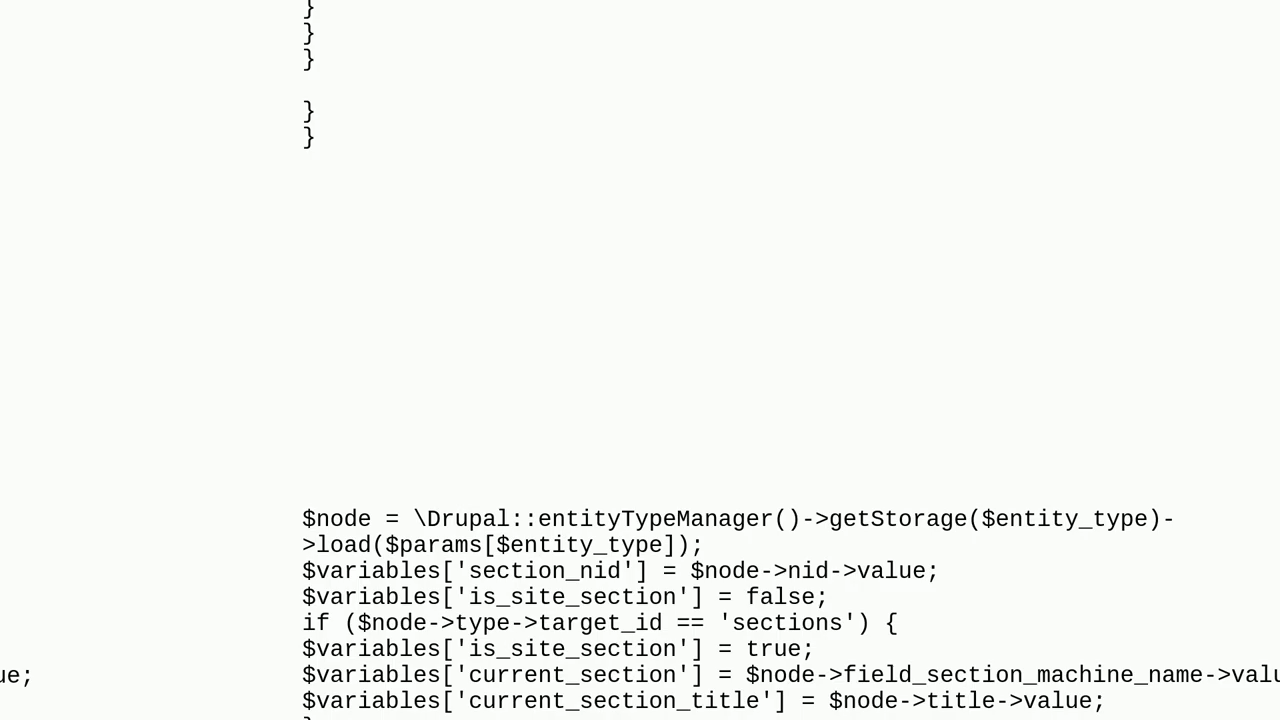 }
}
}
}
}
$node = \Drupal::entityTypeManager()->getStorage($entity_type)-
>load($params[$entity_type]);
$variables['section_nid'] = $node->nid->value;
$variables['is_site_section'] = false;
if ($node->type->target_id == 'sections') {
$variables['is_site_section'] = true;
ue;
$variables['current_section'] = $node->field_section_machine_name->valu
$variables['current_section_title'] = $node->title->value;
}